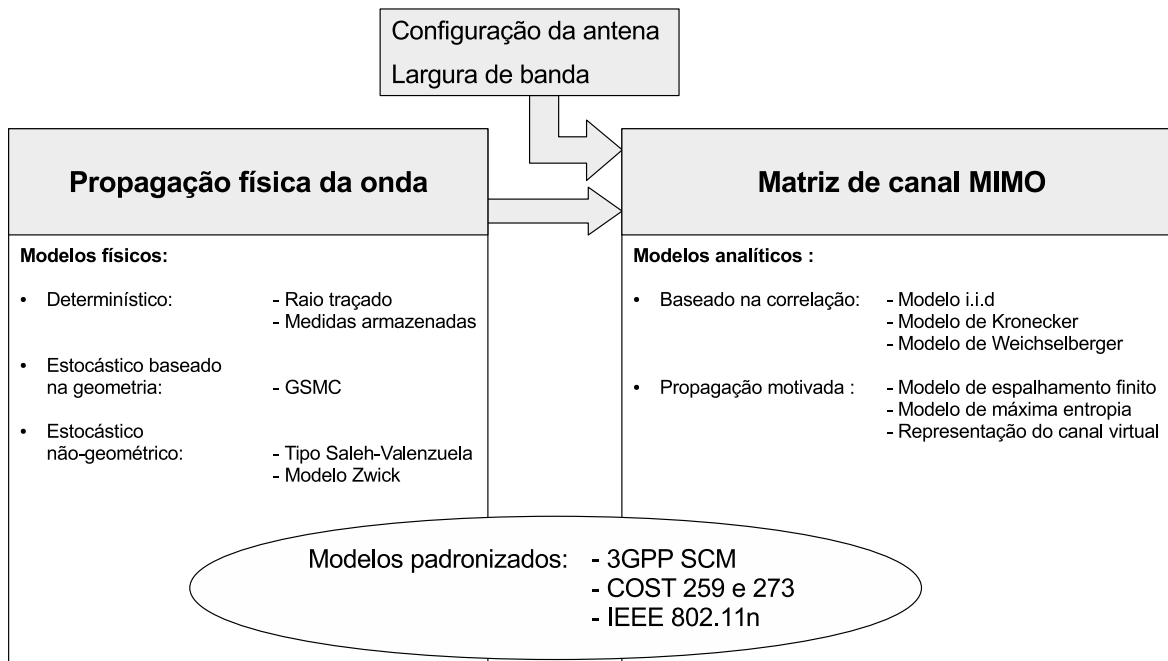 Configuração da antena
Largura de banda
Propagação física da onda
Matriz de canal MIMO
Modelos físicos:
• Determinístico: - Raio traçado
- Medidas armazenadas
• Estocástico baseado
na geometria: - GSMC
• Estocástico
não-geométrico: - Tipo Saleh-Valenzuela
- Modelo Zwick
Modelos analíticos :
• Baseado na correlação: - Modelo i.i.d
- Modelo de Kronecker
- Modelo de Weichselberger
• Propagação motivada : - Modelo de espalhamento finito
- Modelo de máxima entropia
- Representação do canal virtual
Modelos padronizados: - 3GPP SCM
- COST 259 e 273
- IEEE 802.11n